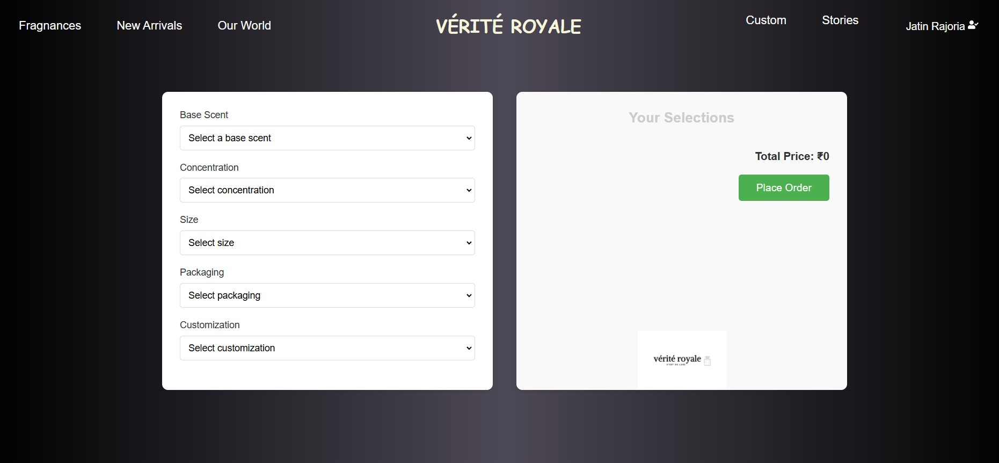 Fragnances New Arrivals Our World VÉRITÉ ROYALE Custom Stories Jatin Rajoria
Base Scent
Select a base scent
Concentration
Select concentration
Size
Select size
Packaging
Select packaging
Customization
Select customization
Your Selections
Total Price: ₹0
Place Order
vérité royale